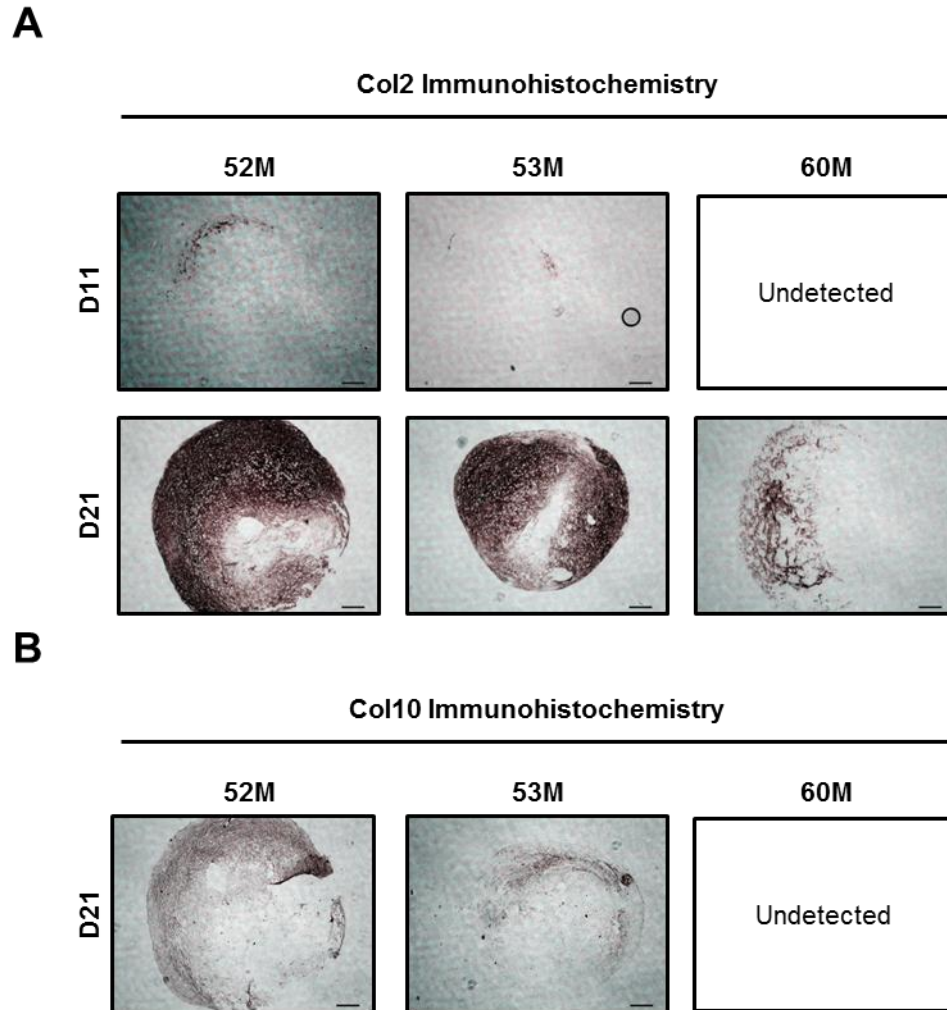 A
Col2 Immunohistochemistry
52M 53M 60M
D11
Undetected
D21
B
Col10 Immunohistochemistry
52M 53M 60M
D21
Undetected